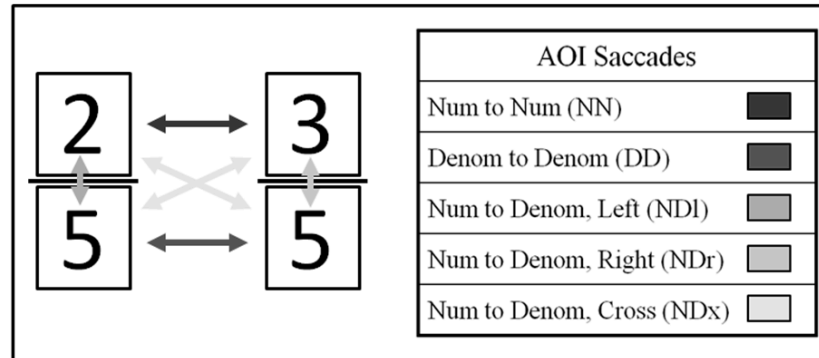 2 3
5 5
AOI Saccades
Num to Num (NN)
Denom to Denom (DD)
Num to Denom, Left (NDl)
Num to Denom, Right (NDr)
Num to Denom, Cross (NDx)